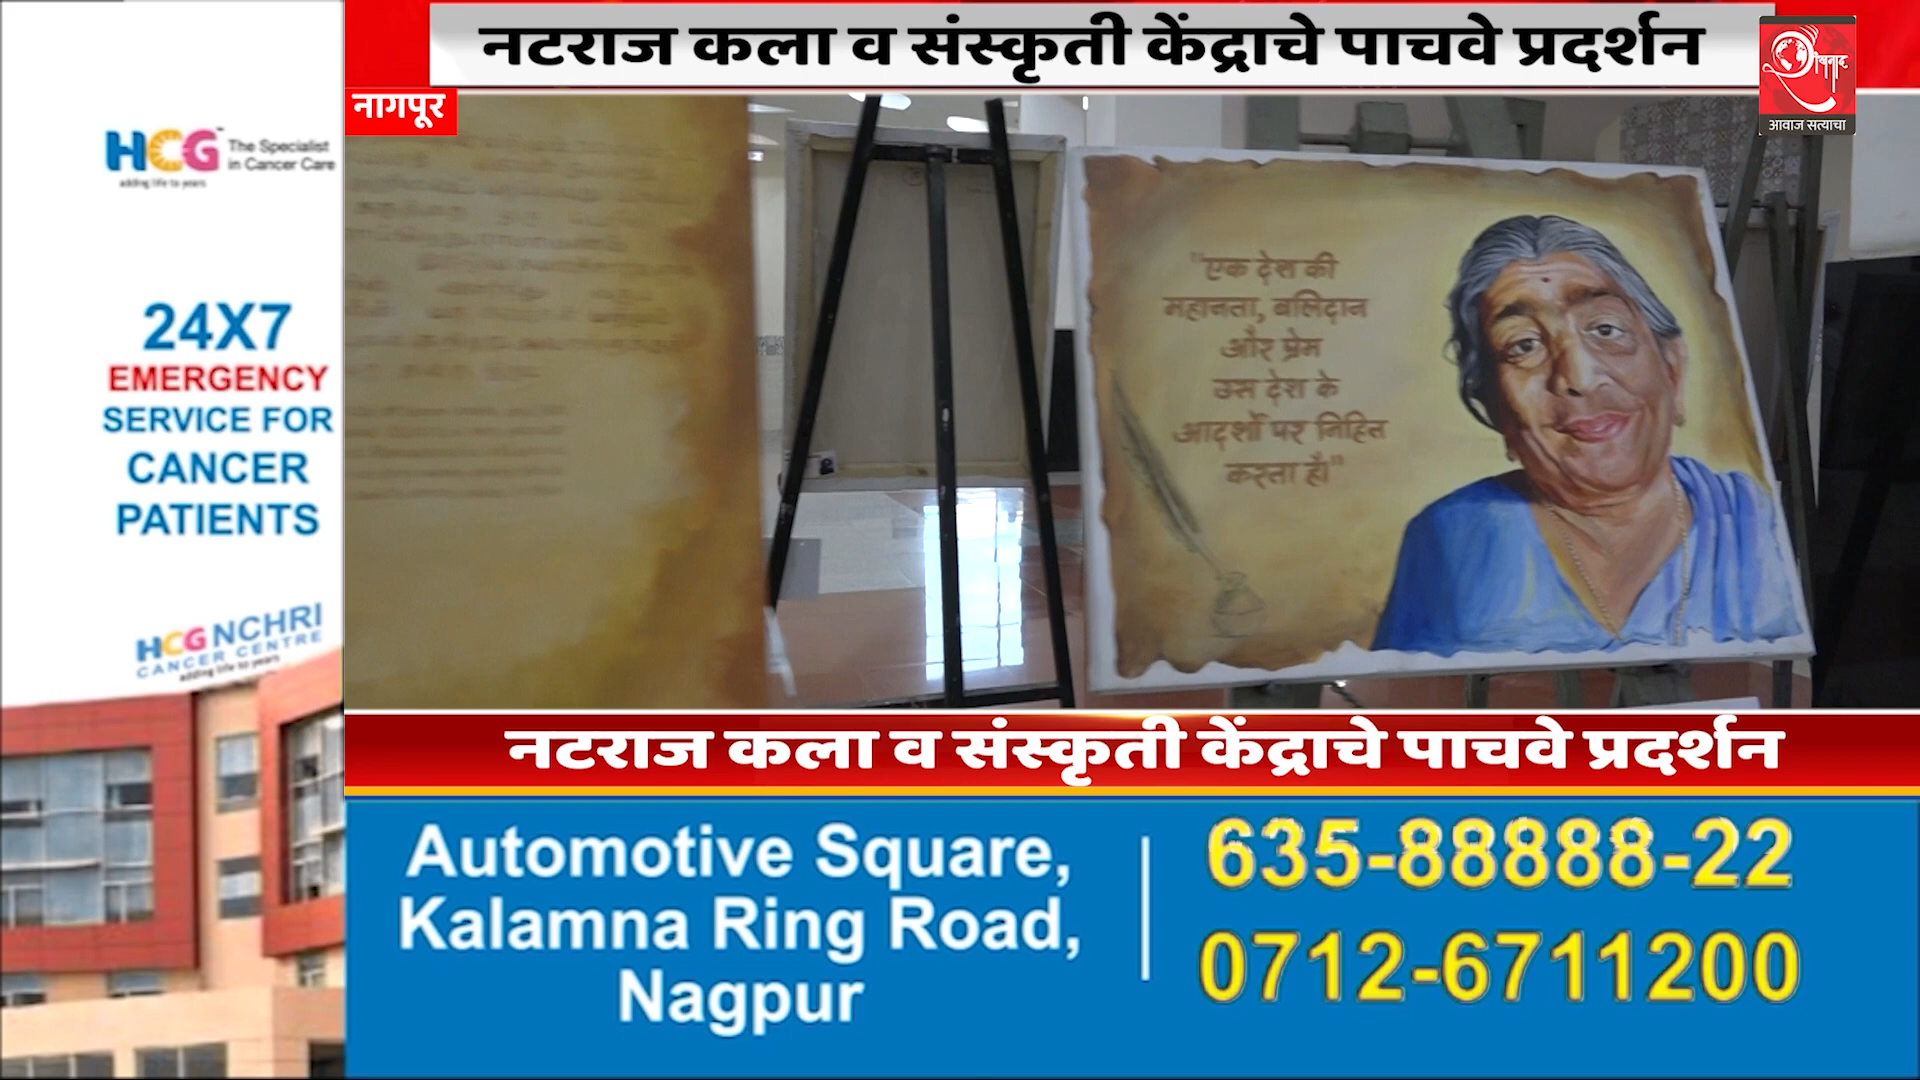 नटराज कला व संस्कृती केंद्राचे पाचवे प्रदर्शन
नागपूर
आवाज सत्याचा
HCG
The Specialist
in Cancer Care
adding life to years
24X7
EMERGENCY
SERVICE FOR
CANCER
PATIENTS
HCG NCHRI
CANCER CENTRE
adding life to years
"एक देश की
महानता, बलिदान
और प्रेम
उस देश के
आदर्शों पर निहित
करता है।"
नटराज कला व संस्कृती केंद्राचे पाचवे प्रदर्शन
Automotive Square,
Kalamna Ring Road,
Nagpur
635-88888-22
0712-6711200